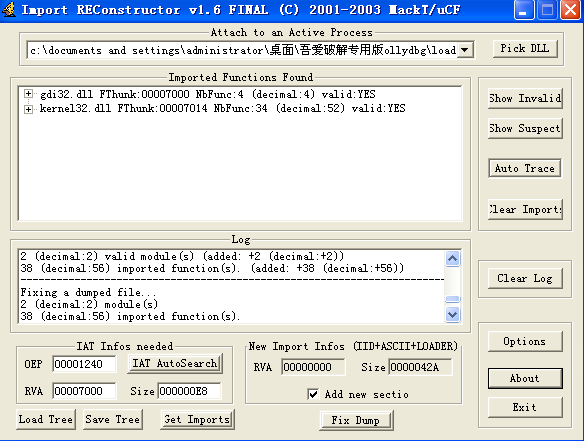 Import REConstructor v1.6 FINAL (C) 2001-2003 MackT/uCF
Attach to an Active Process
c:\documents and settings\administrator\桌面\吾爱破解专用版ollydbg\load
Pick DLL
Imported Functions Found
gdi32.dll FThunk:00007000 NbFunc:4 (decimal:4) valid:YES
kernel32.dll FThunk:00007014 NbFunc:34 (decimal:52) valid:YES
Show Invalid
Show Suspect
Auto Trace
Clear Imports
Log
2 (decimal:2) valid module(s) (added: +2 (decimal:+2))
38 (decimal:56) imported function(s). (added: +38 (decimal:+56))
Fixing a dumped file...
2 (decimal:2) module(s)
38 (decimal:56) imported function(s).
Clear Log
IAT Infos needed
OEP 00001240 IAT AutoSearch
RVA 00007000 Size 000000E8
New Import Infos (IID+ASCII+LOADER)
RVA 00000000 Size 0000042A
Add new sectio
Options
About
Exit
Load Tree Save Tree Get Imports Fix Dump